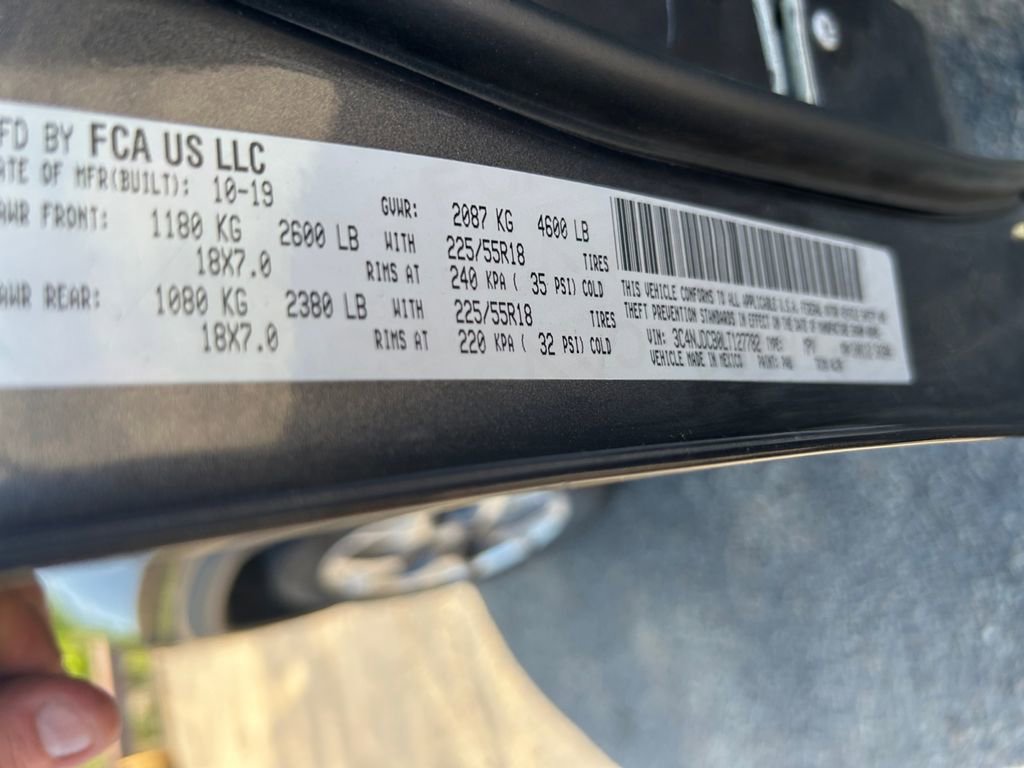 FD BY FCA US LLC
ATE OF MFR(BUILT): 10-19
GVWR: 2087 KG 4600 LB
AWR FRONT: 1180 KG 2600 LB WITH 225/55R18 TIRES
18X7.0 RIMS AT 240 KPA ( 35 PSI) COLD
AWR REAR: 1080 KG 2380 LB WITH 225/55R18 TIRES
18X7.0 RIMS AT 220 KPA ( 32 PSI) COLD
THIS VEHICLE CONFORMS TO ALL APPLICABLE U.S.A. FEDERAL MOTOR VEHICLE SAFETY AND
THEFT PREVENTION STANDARDS IN EFFECT ON THE DATE OF MANUFACTURE SHOWN ABOVE.
VIN: TYPE:
VEHICLE MADE IN MEXICO PAINT: